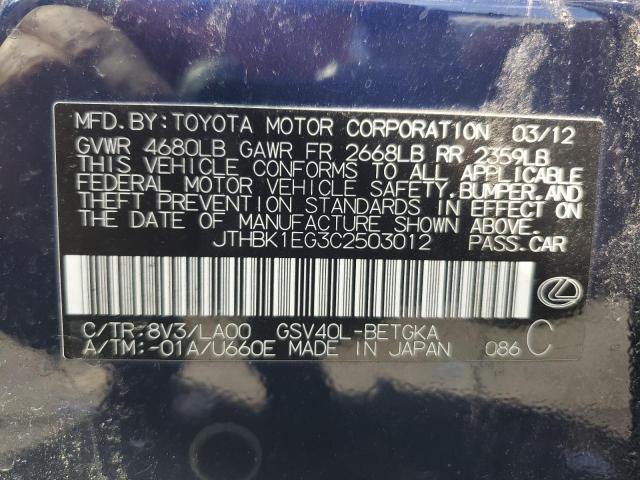 MFD. BY: TOYOTA MOTOR CORPORATION 03/12
GVWR 4680LB GAWR FR 2668LB RR 2359LB
THIS VEHICLE CONFORMS TO ALL APPLICABLE
FEDERAL MOTOR VEHICLE SAFETY, BUMPER, AND
THEFT PREVENTION STANDARDS IN EFFECT ON
THE DATE OF MANUFACTURE SHOWN ABOVE.
JTHBK1EG3C2503012 PASS. CAR
C/TR: 8V3/LA00 GSV40L-BETGKA
A/TM: -01A/U660E MADE IN JAPAN 086 C